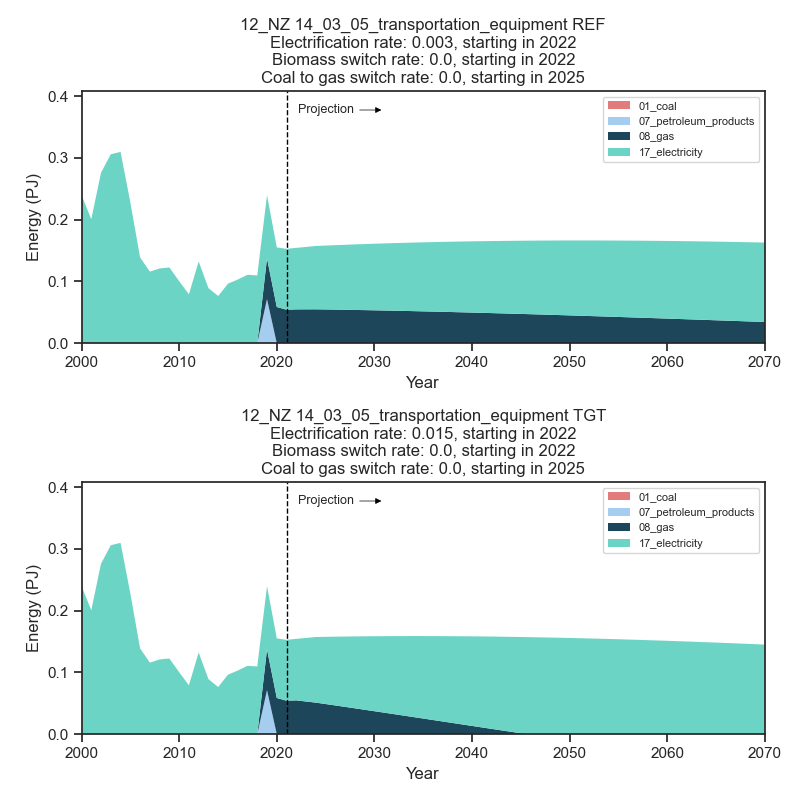 12_NZ 14_03_05_transportation_equipment REF
Electrification rate: 0.003, starting in 2022
Biomass switch rate: 0.0, starting in 2022
Coal to gas switch rate: 0.0, starting in 2025
0.4
0.3
0.2
0.1
0.0
Energy (PJ)
Projection
01_coal
07_petroleum_products
08_gas
17_electricity
2000 2010 2020 2030 2040 2050 2060 2070
Year
12_NZ 14_03_05_transportation_equipment TGT
Electrification rate: 0.015, starting in 2022
Biomass switch rate: 0.0, starting in 2022
Coal to gas switch rate: 0.0, starting in 2025
0.4
0.3
0.2
0.1
0.0
Energy (PJ)
Projection
01_coal
07_petroleum_products
08_gas
17_electricity
2000 2010 2020 2030 2040 2050 2060 2070
Year